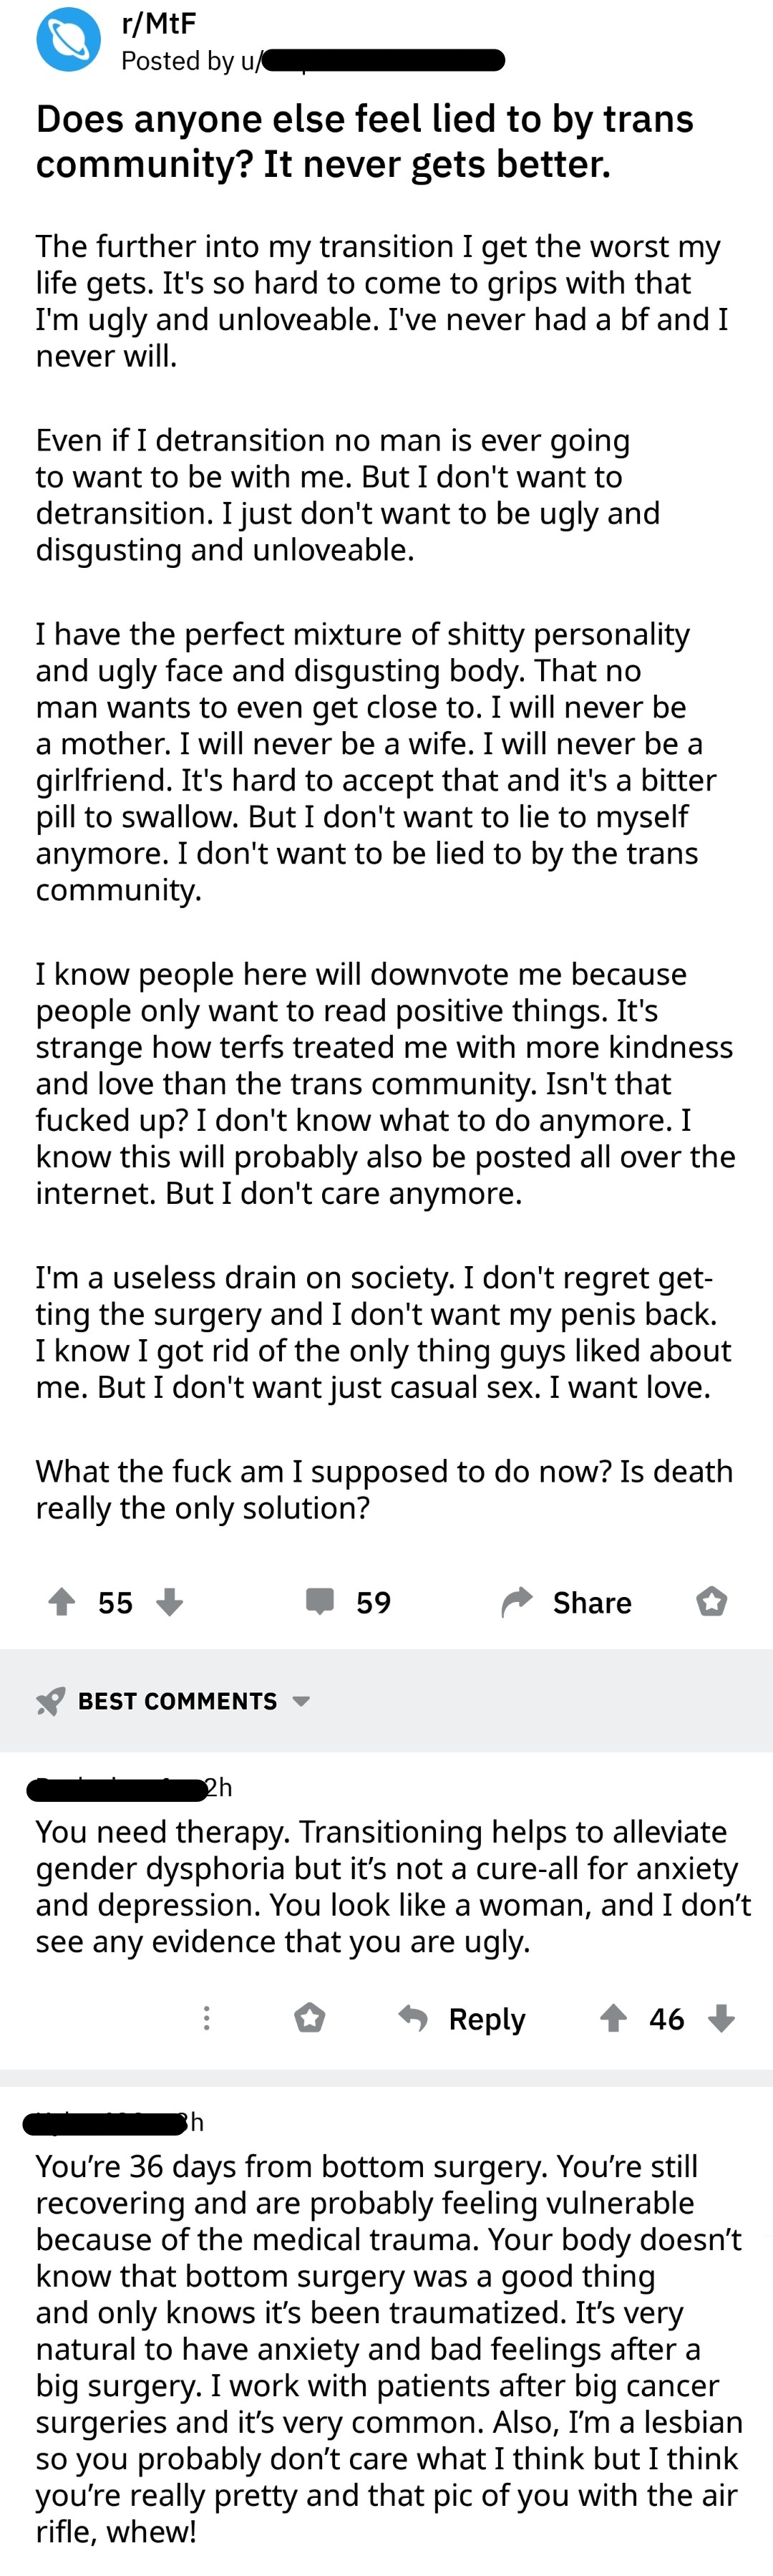 r/MtF
Posted by u/
Does anyone else feel lied to by trans
community? It never gets better.
The further into my transition I get the worst my
life gets. It's so hard to come to grips with that
I'm ugly and unloveable. I've never had a bf and I
never will.
Even if I detransition no man is ever going
to want to be with me. But I don't want to
detransition. I just don't want to be ugly and
disgusting and unloveable.
I have the perfect mixture of shitty personality
and ugly face and disgusting body. That no
man wants to even get close to. I will never be
a mother. I will never be a wife. I will never be a
girlfriend. It's hard to accept that and it's a bitter
pill to swallow. But I don't want to lie to myself
anymore. I don't want to be lied to by the trans
community.
I know people here will downvote me because
people only want to read positive things. It's
strange how terfs treated me with more kindness
and love than the trans community. Isn't that
fucked up? I don't know what to do anymore. I
know this will probably also be posted all over the
internet. But I don't care anymore.
I'm a useless drain on society. I don't regret get-
ting the surgery and I don't want my penis back.
I know I got rid of the only thing guys liked about
me. But I don't want just casual sex. I want love.
What the fuck am I supposed to do now? Is death
really the only solution?
55 59 Share
BEST COMMENTS
2h
You need therapy. Transitioning helps to alleviate
gender dysphoria but it’s not a cure-all for anxiety
and depression. You look like a woman, and I don’t
see any evidence that you are ugly.
Reply 46
h
You’re 36 days from bottom surgery. You’re still
recovering and are probably feeling vulnerable
because of the medical trauma. Your body doesn’t
know that bottom surgery was a good thing
and only knows it’s been traumatized. It’s very
natural to have anxiety and bad feelings after a
big surgery. I work with patients after big cancer
surgeries and it’s very common. Also, I’m a lesbian
so you probably don’t care what I think but I think
you’re really pretty and that pic of you with the air
rifle, whew!